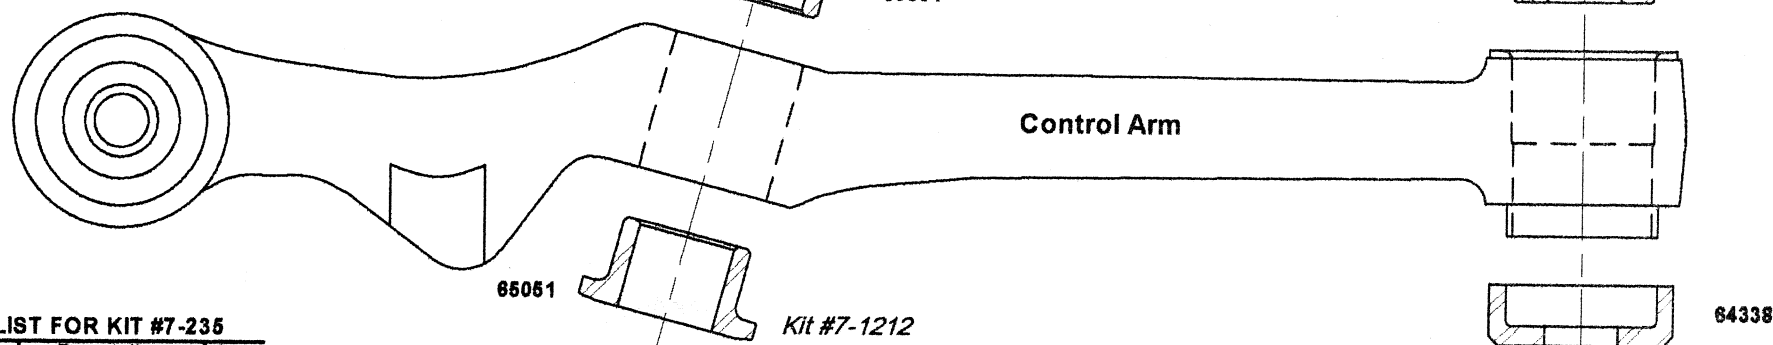 Control Arm
65051
Kit #7-1212
64338
LIST FOR KIT #7-235